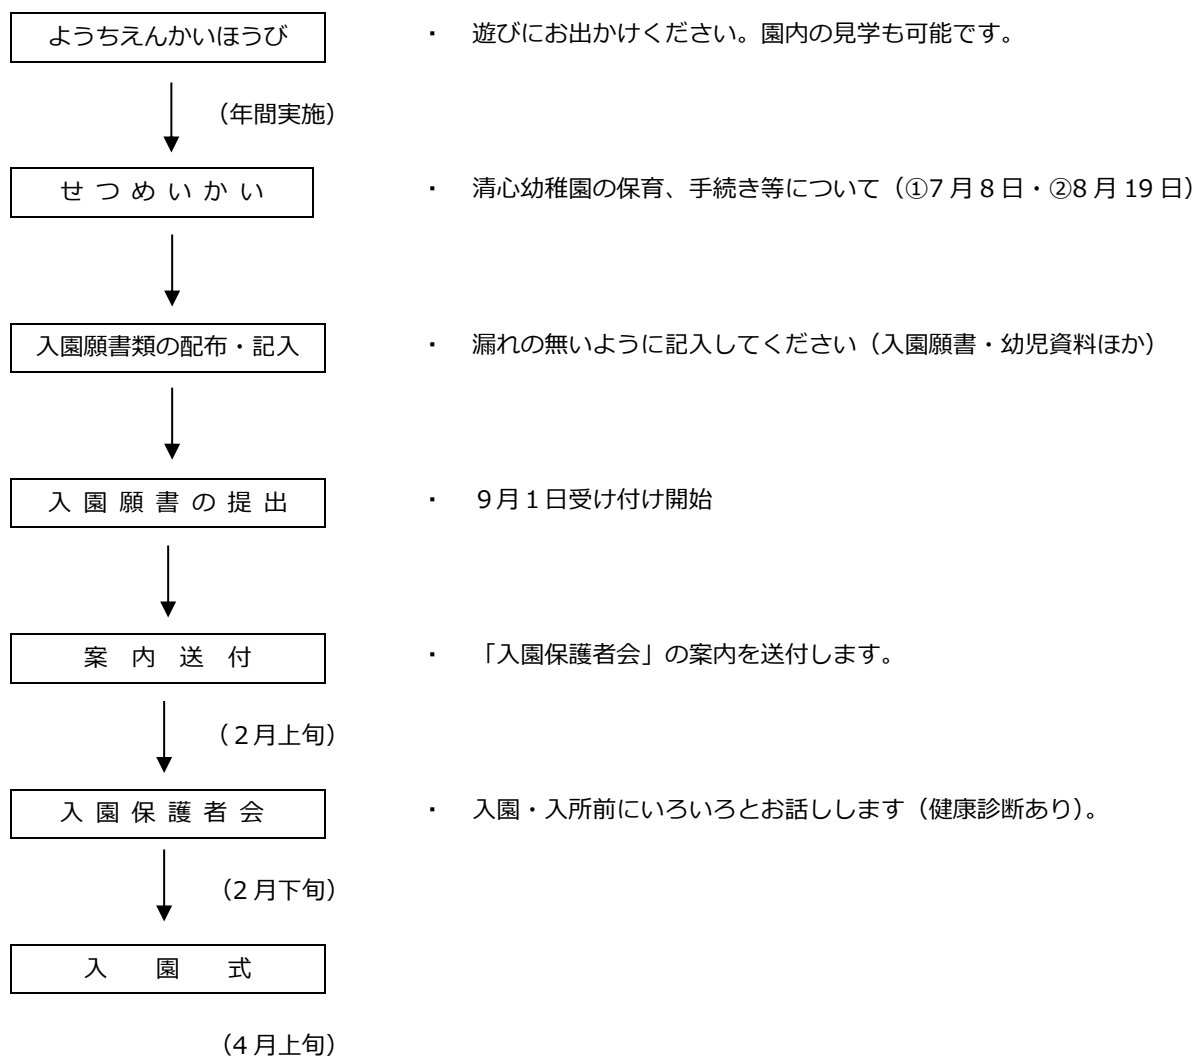 ようちえんかいほうび ・ 遊びにお出かけください。園内の見学も可能です。
（年間実施）
せつめいかい ・ 清心幼稚園の保育、手続き等について（①7月8日・②8月19日）
入園願書類の配布・記入 ・ 漏れの無いように記入してください（入園願書・幼児資料ほか）
入園願書の提出 ・ ９月１日受け付け開始
案内送付 ・ 「入園保護者会」の案内を送付します。
（２月上旬）
入園保護者会 ・ 入園・入所前にいろいろとお話しします（健康診断あり）。
（2月下旬）
入園式
（4月上旬）